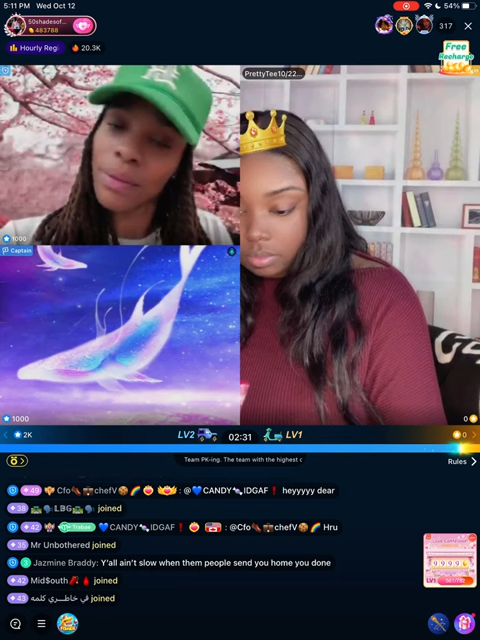 5:11 PM Wed Oct 12
54%
50shadesof...
483788
317
Hourly Regi
20.3K
Free
Recharge
PrettyTee10/22...
1000
Captain
1000
0
2K
LV2
02:31
LV1
0
Team PK-ing. The team with the highest c
Rules
49 Cfo chefV : @💙CANDY🍬IDGAF❗ heyyyyy dear
38 LBG joined
42 CANDY🍬IDGAF❗ : @Cfo chefV Hru
35 Mr Unbothered joined
Jazmine Braddy: Y'all ain't slow when them people send you home you done
42 Mid$outh joined
43 في خاطـــري كلمه joined
9999
LV1